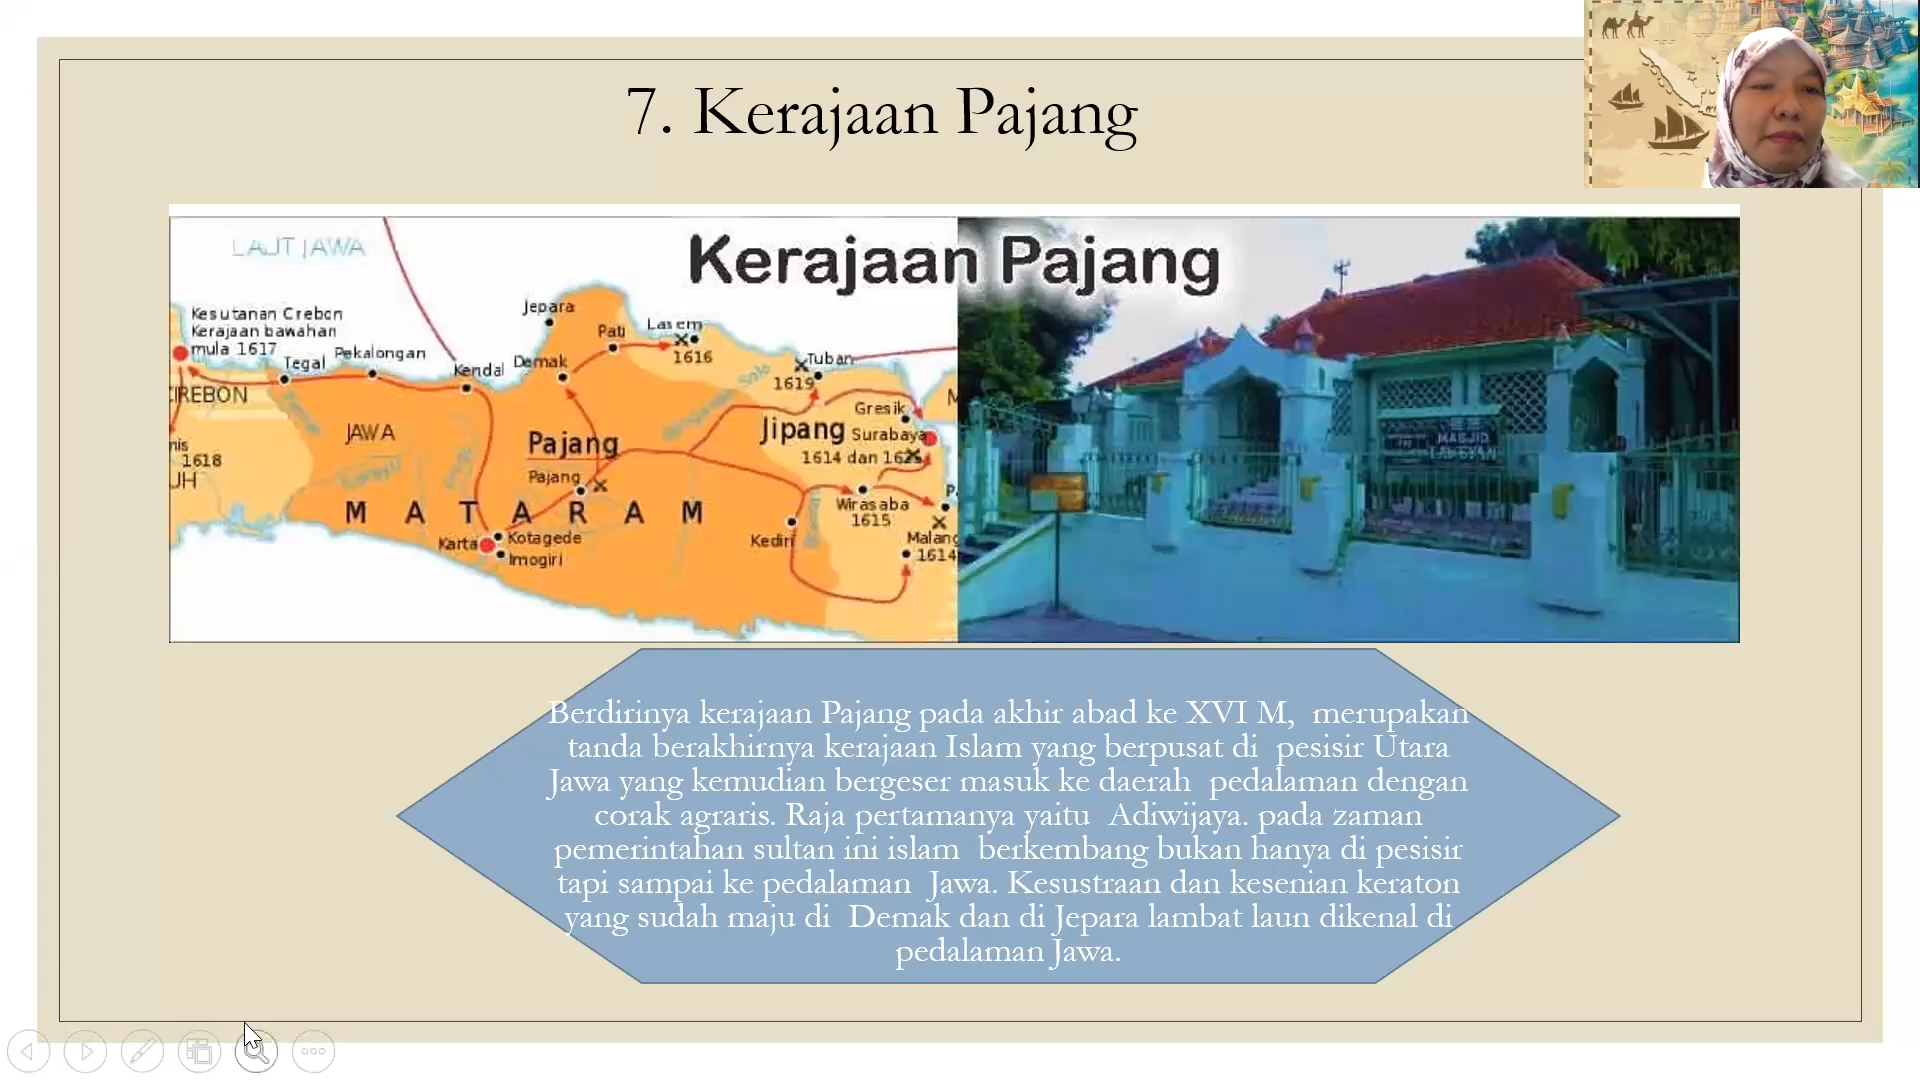 7. Kerajaan Pajang
Kerajaan Pajang
LAUT JAWA
Kesutanan Crebon
Kerajaan bawahan
mula 1617
Tegal
Pekalongan
Kendal
Jepara
Demak
Pati
Lasem
1616
Tuban
1619
CIREBON
JAWA
1618
UH
Pajang
Pajang
Jipang
Gresik
Surabaya
1614 dan 1625
Wirasaba
1615
MATARAM
Karta
Kotagede
Imogiri
Kediri
Malang
1614
MASJID
Berdirinya kerajaan Pajang pada akhir abad ke XVI M, merupakan
tanda berakhirnya kerajaan Islam yang berpusat di pesisir Utara
Jawa yang kemudian bergeser masuk ke daerah pedalaman dengan
corak agraris. Raja pertamanya yaitu Adiwijaya. pada zaman
pemerintahan sultan ini islam berkembang bukan hanya di pesisir
tapi sampai ke pedalaman Jawa. Kesustraan dan kesenian keraton
yang sudah maju di Demak dan di Jepara lambat laun dikenal di
pedalaman Jawa.